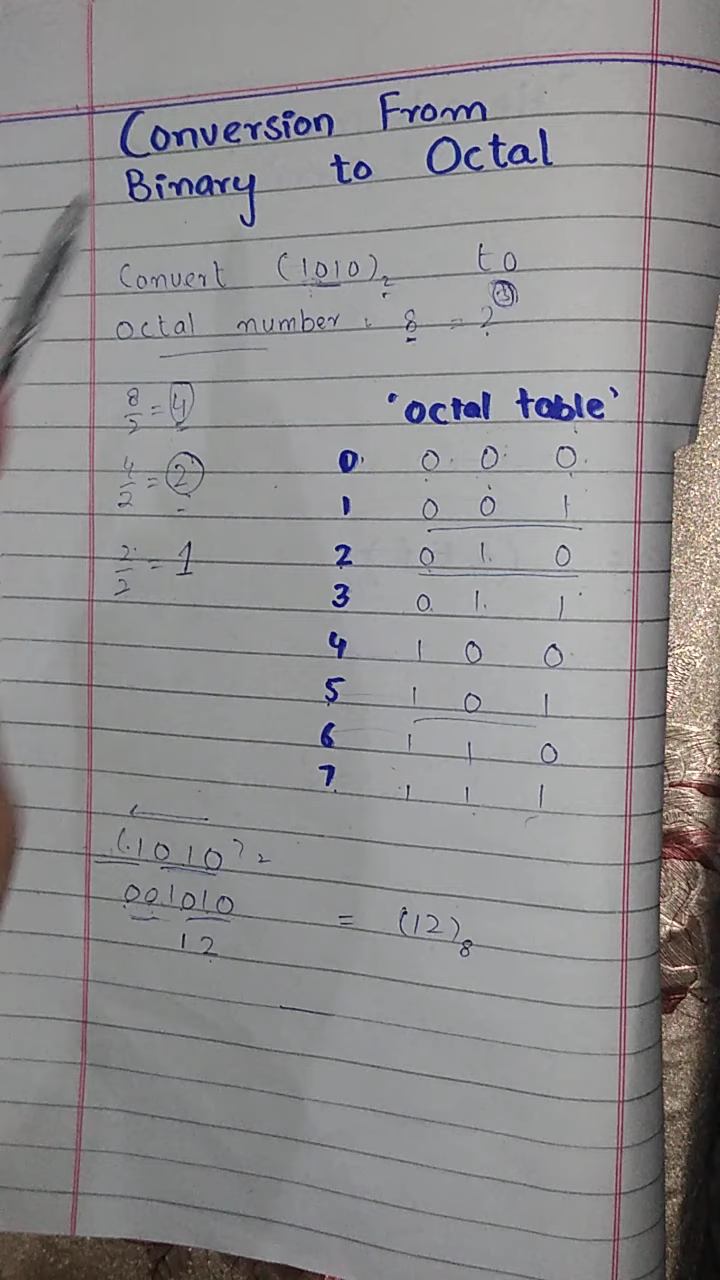 Conversion From
Binary to Octal
Convert (1010)₂ to
octal number. 8 = 2³
8/2 = 4
4/2 = 2
2/2 = 1
'octal table'
0 0 0 0
1 0 0 1
2 0 1 0
3 0 1 1
4 1 0 0
5 1 0 1
6 1 1 0
7 1 1 1
(1010)₂
001010
12 = (12)₈